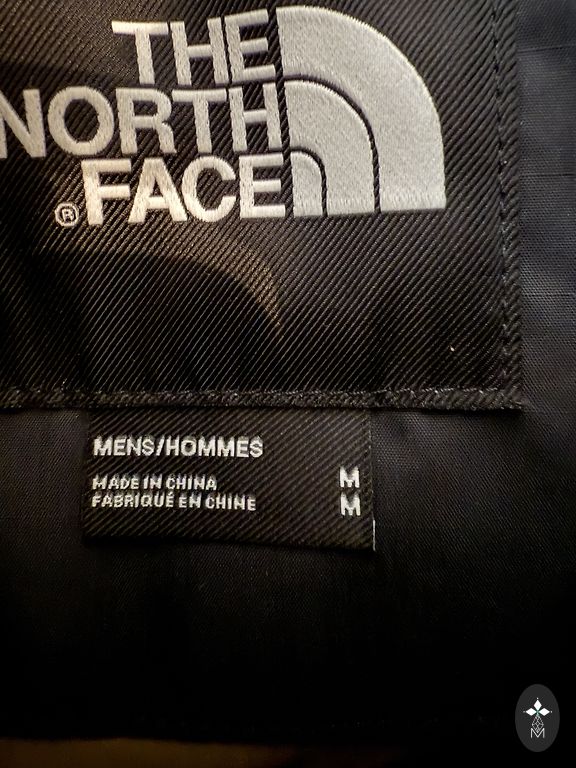 THE
NORTH
FACE
®
MENS/HOMMES
MADE IN CHINA M
FABRIQUÉ EN CHINE M
M